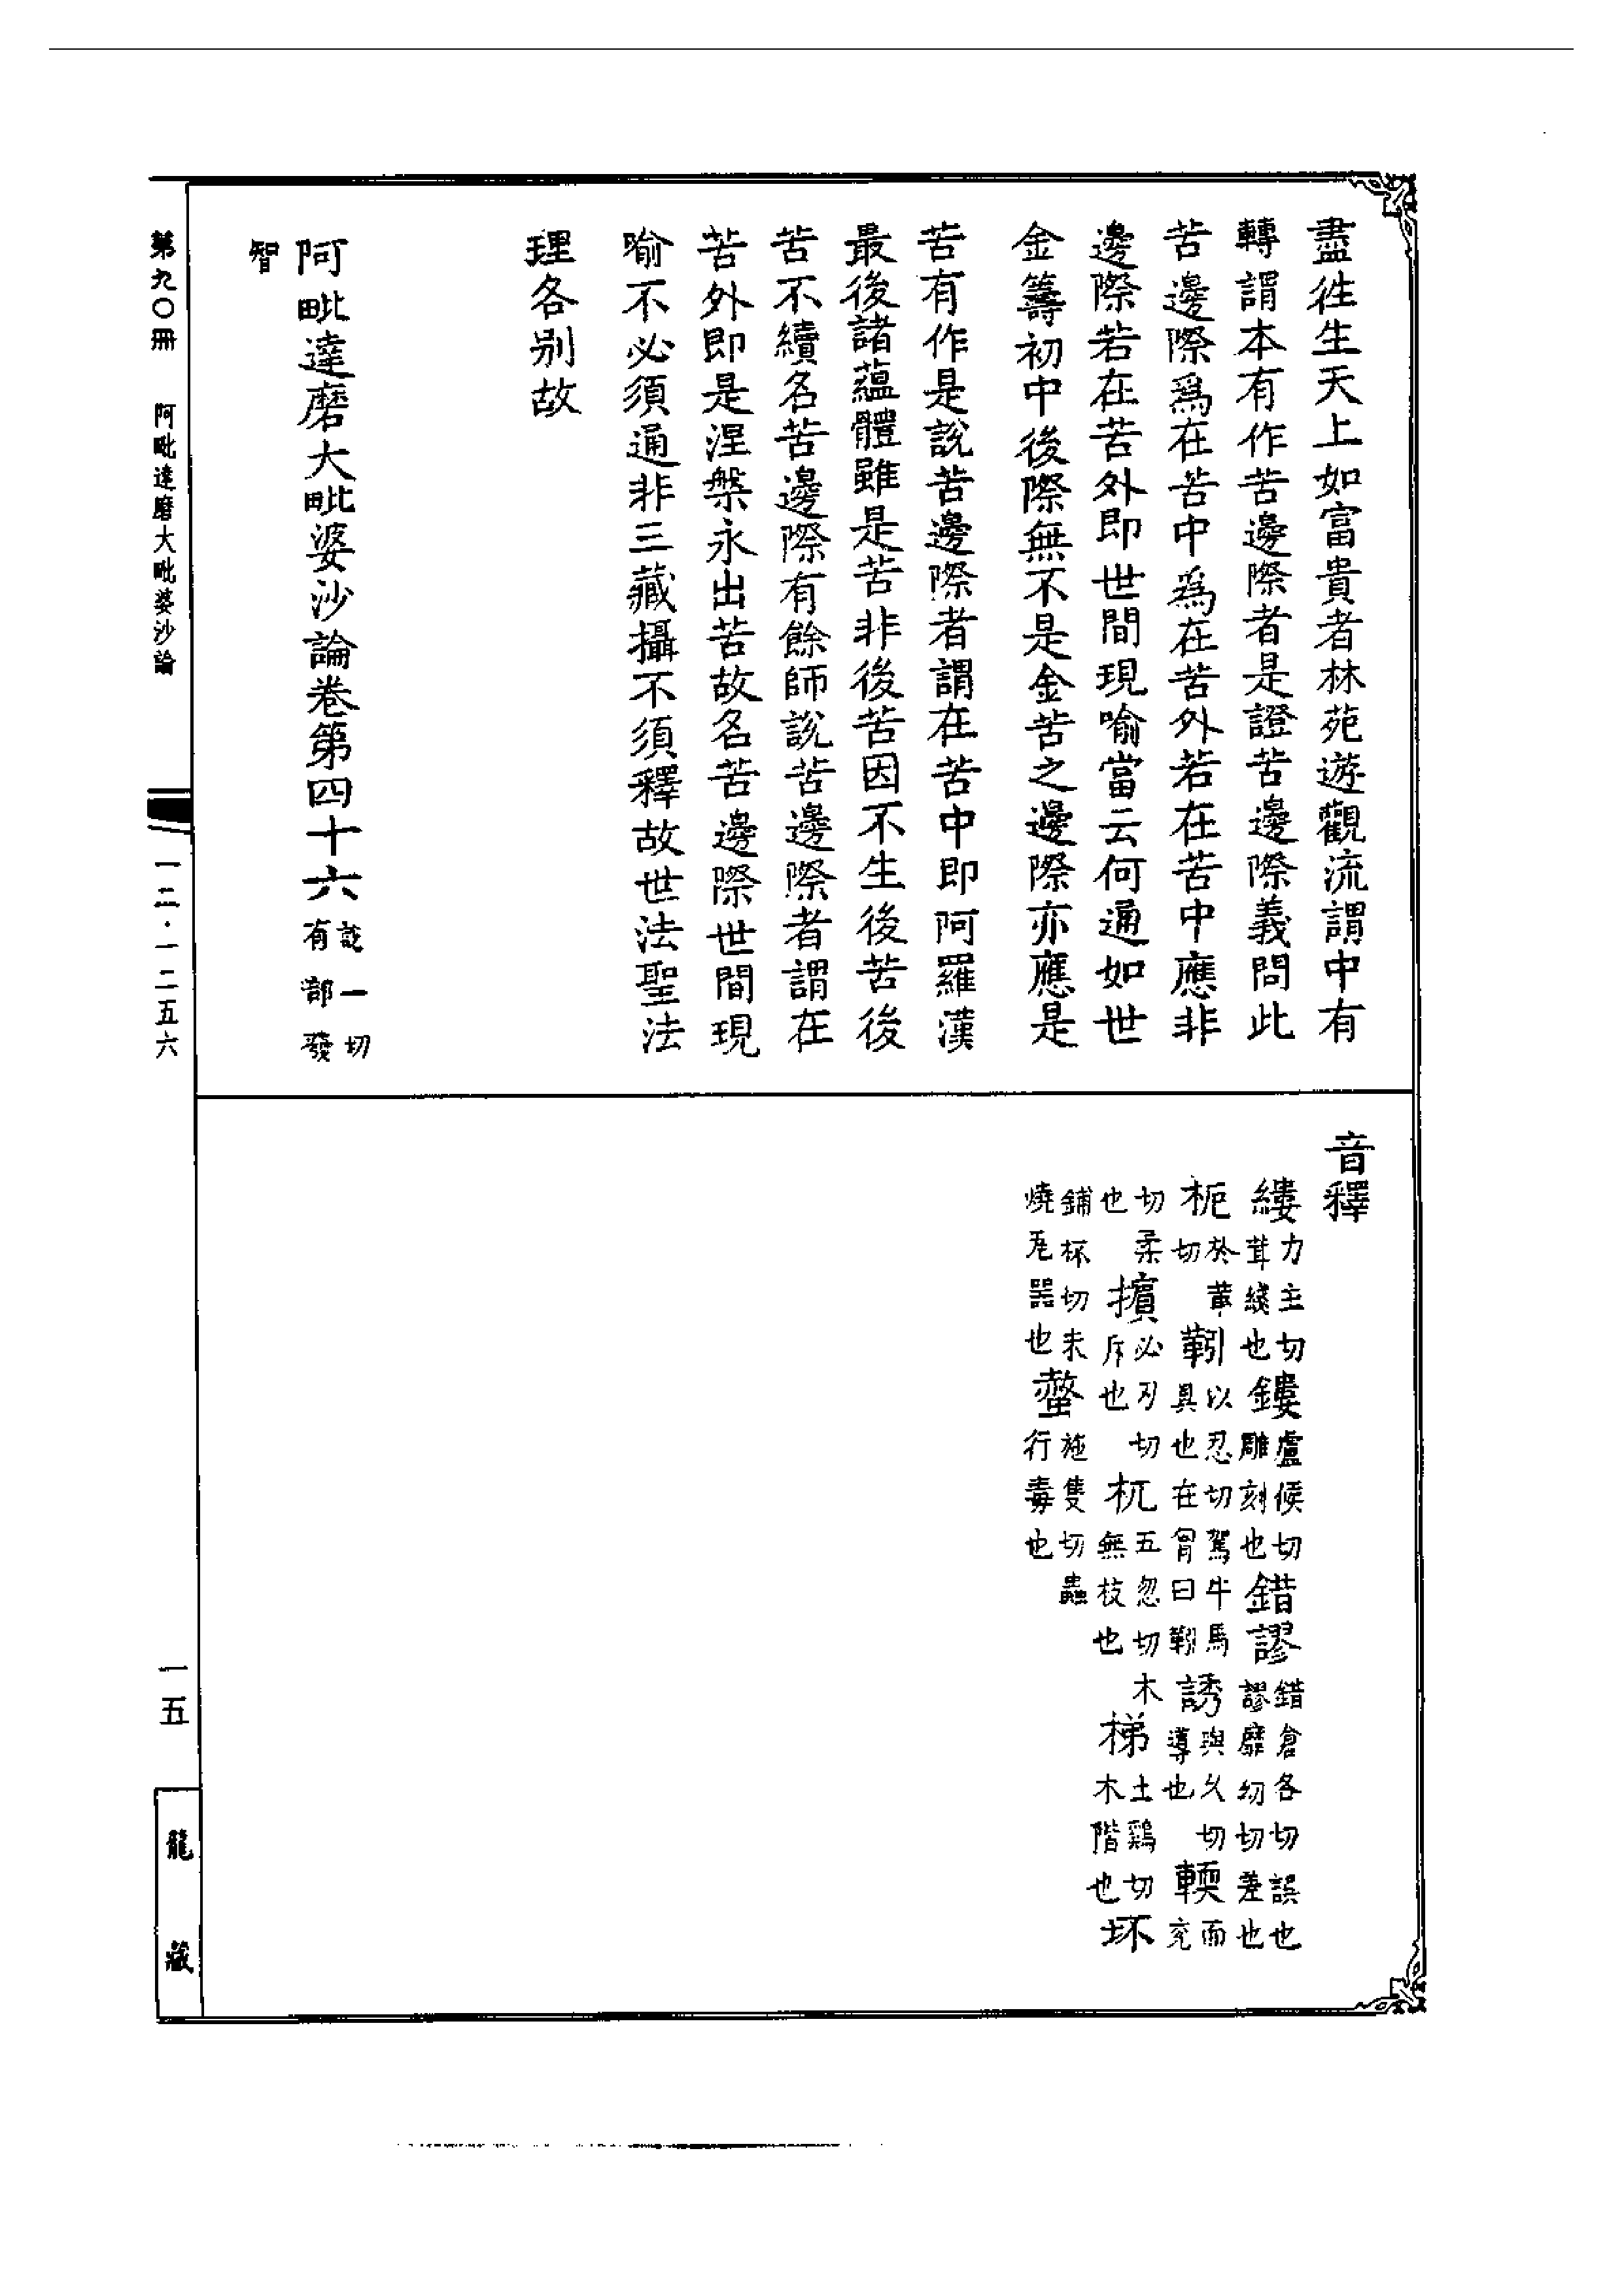 盡徃生天上如富貴者林苑遊觀流謂中有
轉謂本有作苦邊際者是證苦邊際義問此
苦邊際爲在苦中爲在苦外若在苦中應非
邊際若在苦外即世間現喻當云何通如世
金籌初中後際無不是金苦之邊際亦應是
苦有作是說苦邊際者謂在苦中即阿羅漢
最後諸蘊體雖是苦非後苦因不生後苦後
苦不續名苦邊際有餘師說苦邊際者謂在
苦外即是涅槃永出苦故名苦邊際世間現
喻不必須通非三藏攝不須釋故世法聖法
理各别故
阿毗達磨大毗婆沙論卷第四十六 說一切有部發
智
音釋
縷 力主切茸綫也 鏤 盧候切雕刻也 錯謬 錯倉各切誤也謬靡幼切差也
枙 於革切 靷 以忍切駕牛馬具也在胷曰靷 誘 與久切導也 輭 而兖
切柔也 擯 必刃切斥也 杌 五忽切木無枝也 梯 土鷄切木階也 坏
鋪杯切未燒瓦器也 螫 施隻切蟲行毒也
第九〇冊 阿毗達磨大毗婆沙論 一二·一二五六 一五 龍藏